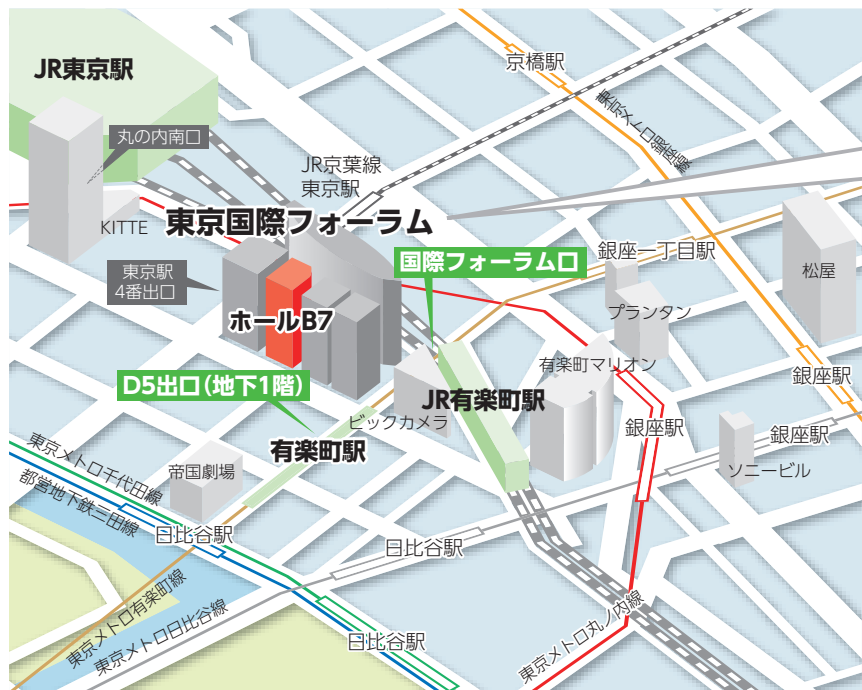 JR東京駅
京橋駅
東京メトロ銀座線
丸の内南口
JR京葉線
東京駅
KITTE
東京国際フォーラム
東京駅
4番出口
国際フォーラム口
銀座一丁目駅
松屋
プランタン
ホールB7
有楽町マリオン
銀座駅
D5出口(地下1階)
ビックカメラ
JR有楽町駅
銀座駅
銀座駅
有楽町駅
ソニービル
帝国劇場
東京メトロ千代田線
都営地下鉄三田線
日比谷駅
日比谷駅
東京メトロ有楽町線
東京メトロ日比谷線
日比谷駅
東京メトロ丸ノ内線